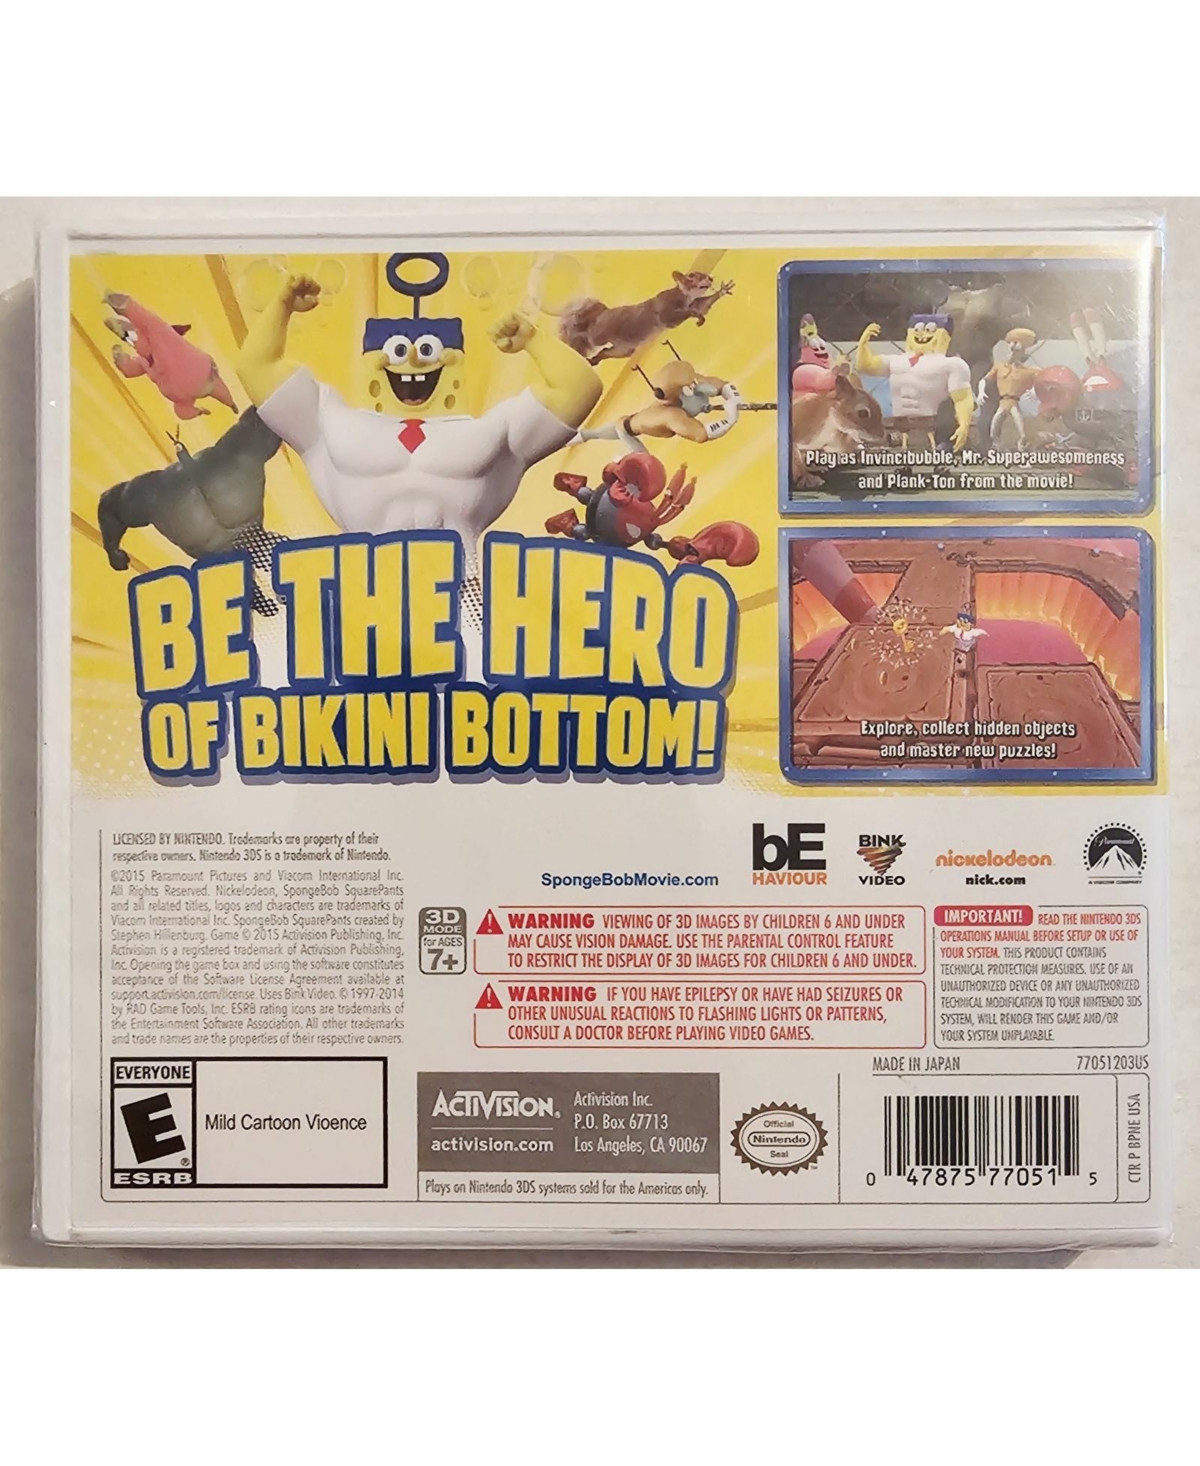 Play as Invincibubble, Mr. Superawesomeness
and Plank-Ton from the movie!
BE THE HERO
OF BIKINI BOTTOM!
Explore, collect hidden objects
and master new puzzles!
LICENSED BY NINTENDO. Trademarks are property of their
respective owners. Nintendo 3DS is a trademark of Nintendo.
©2015 Paramount Pictures and Viacom International Inc.
All Rights Reserved. Nickelodeon, SpongeBob SquarePants
and all related titles, logos and characters are trademarks of
Viacom International Inc. SpongeBob SquarePants created by
Stephen Hillenburg. Game © 2015 Activision Publishing, Inc.
Activision is a registered trademark of Activision Publishing,
Inc. Opening the game box and using the software constitutes
acceptance of the Software License Agreement available at
support.activision.com/license. Uses Bink Video. © 1997-2014
by RAD Game Tools, Inc. ESRB rating icons are trademarks of
the Entertainment Software Association. All other trademarks
and trade names are the properties of their respective owners.
SpongeBobMovie.com
bE
HAVIOUR
BINK
VIDEO
nickelodeon
nick.com
Paramount
A VIACOM COMPANY
3D
MODE
for AGES
7+
WARNING VIEWING OF 3D IMAGES BY CHILDREN 6 AND UNDER
MAY CAUSE VISION DAMAGE. USE THE PARENTAL CONTROL FEATURE
TO RESTRICT THE DISPLAY OF 3D IMAGES FOR CHILDREN 6 AND UNDER.
WARNING IF YOU HAVE EPILEPSY OR HAVE HAD SEIZURES OR
OTHER UNUSUAL REACTIONS TO FLASHING LIGHTS OR PATTERNS,
CONSULT A DOCTOR BEFORE PLAYING VIDEO GAMES.
IMPORTANT! READ THE NINTENDO 3DS
OPERATIONS MANUAL BEFORE SETUP OR USE OF
YOUR SYSTEM. THIS PRODUCT CONTAINS
TECHNICAL PROTECTION MEASURES. USE OF AN
UNAUTHORIZED DEVICE OR ANY UNAUTHORIZED
TECHNICAL MODIFICATION TO YOUR NINTENDO 3DS
SYSTEM, WILL RENDER THIS GAME AND/OR
YOUR SYSTEM UNPLAYABLE.
EVERYONE
E
®
ESRB
Mild Cartoon Vioence
ACTIVISION.
activision.com
Activision Inc.
P.O. Box 67713
Los Angeles, CA 90067
Plays on Nintendo 3DS systems sold for the Americas only.
Official
Nintendo
Seal
MADE IN JAPAN
77051203US
0 47875 77051 5
CTR P BPNE USA